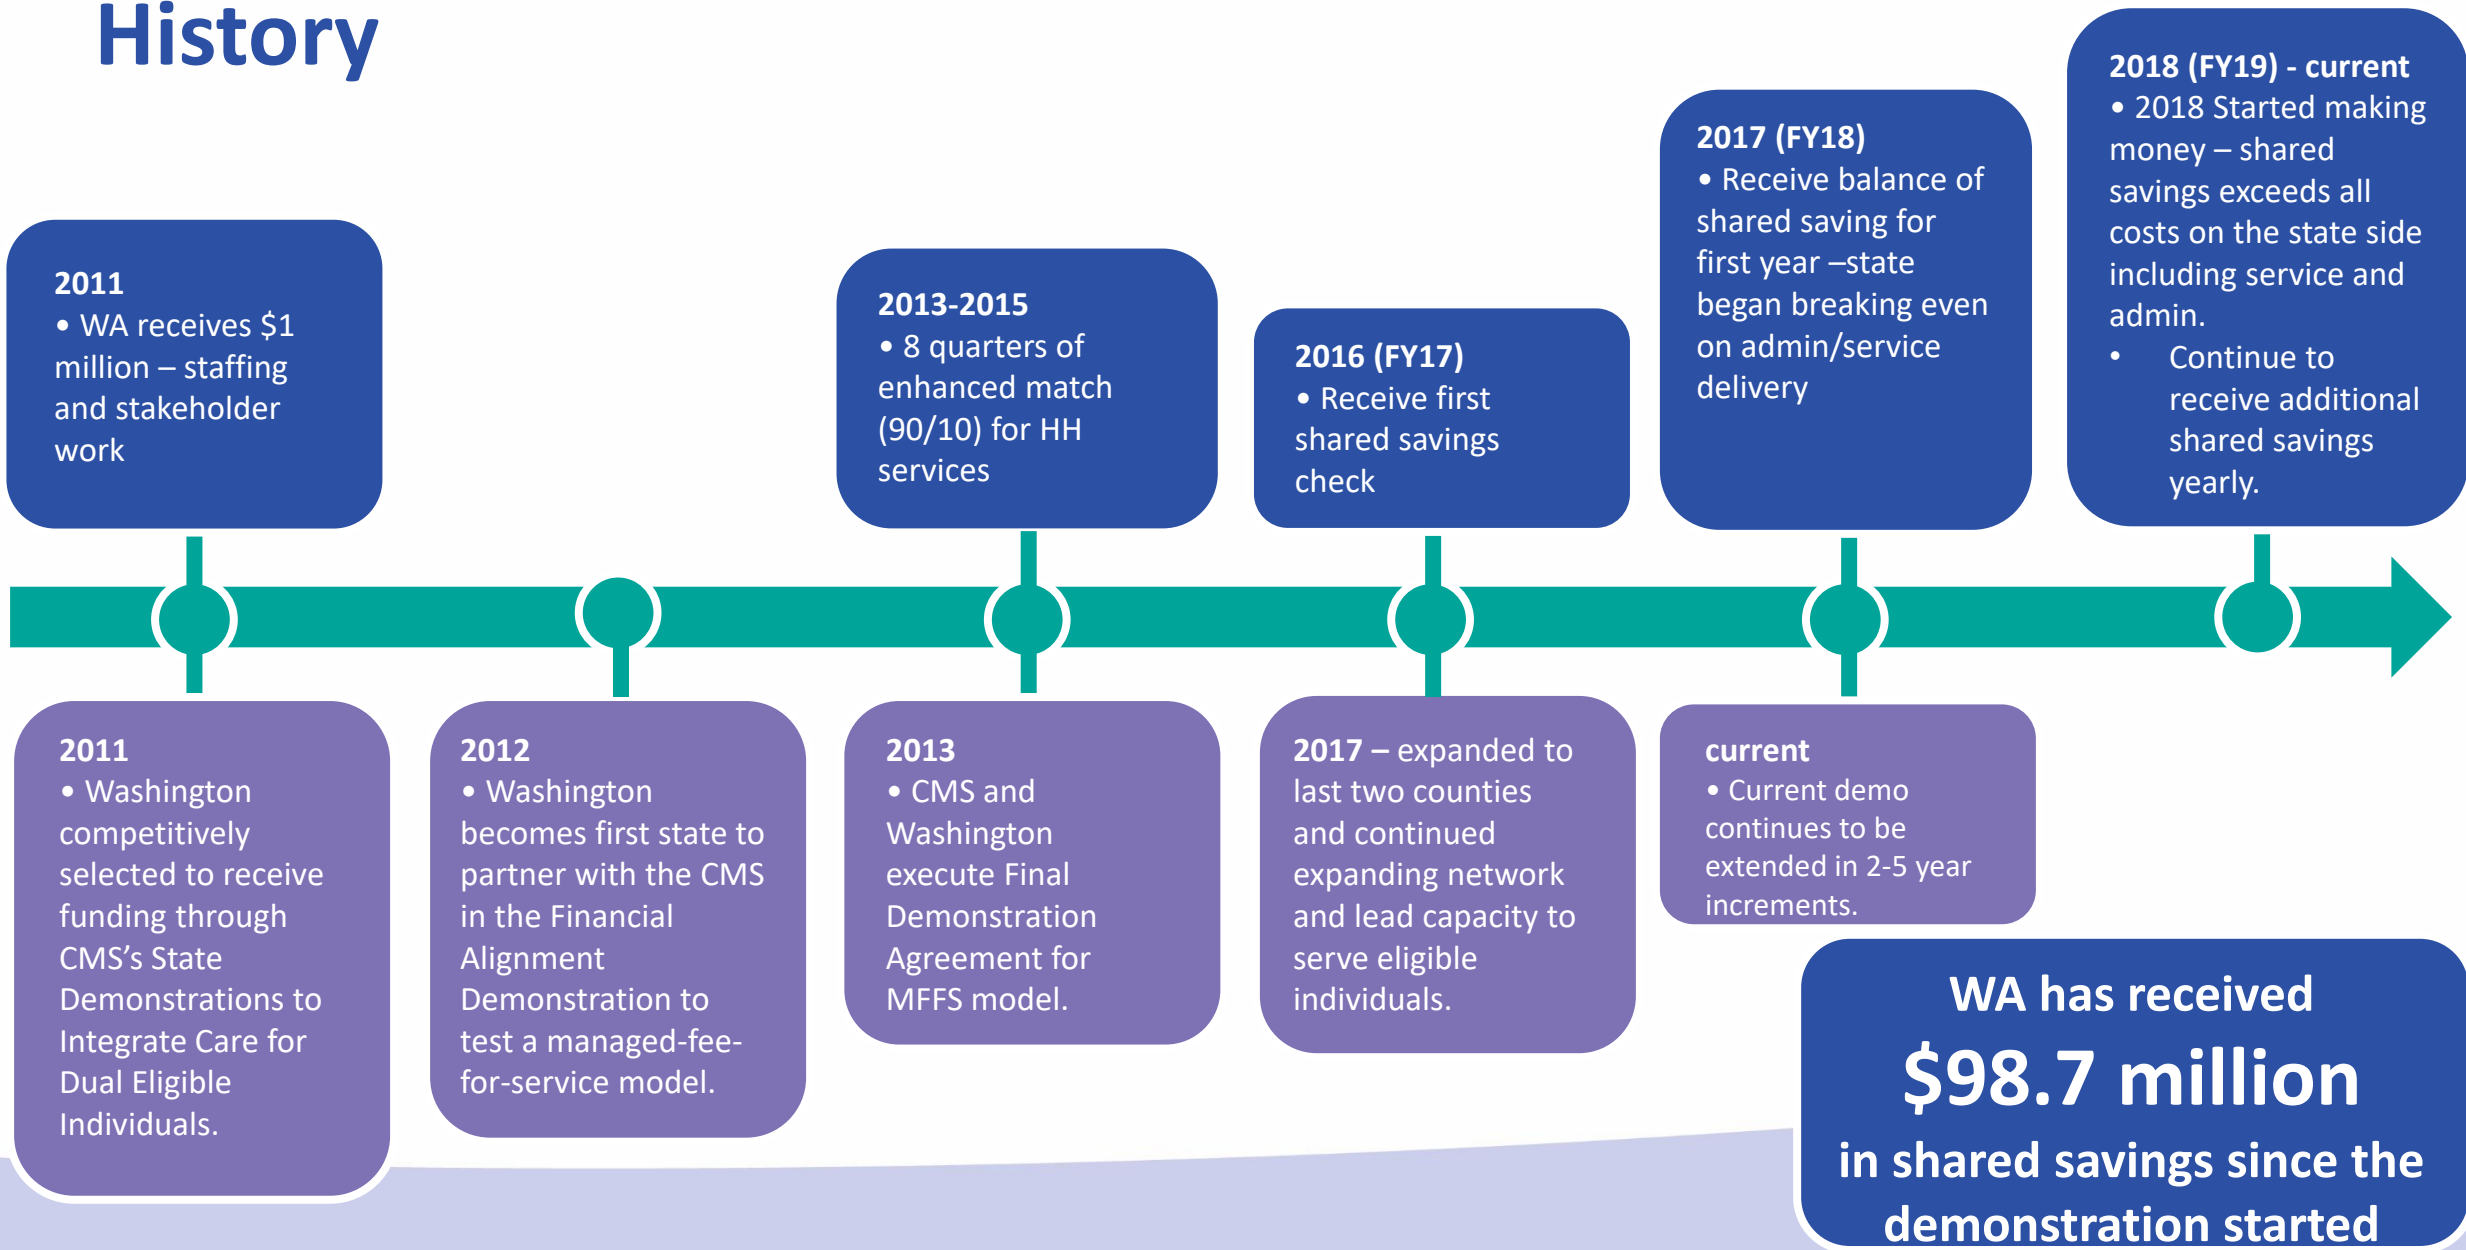 History
2011
• WA receives $1
million – staffing
and stakeholder
work
2013-2015
• 8 quarters of
enhanced match
(90/10) for HH
services
2016 (FY17)
• Receive first
shared savings
check
2017 (FY18)
• Receive balance of
shared saving for
first year –state
began breaking even
on admin/service
delivery
2018 (FY19) - current
• 2018 Started making
money – shared
savings exceeds all
costs on the state side
including service and
admin.
• Continue to
receive additional
shared savings
yearly.
2011
• Washington
competitively
selected to receive
funding through
CMS’s State
Demonstrations to
Integrate Care for
Dual Eligible
Individuals.
2012
• Washington
becomes first state to
partner with the CMS
in the Financial
Alignment
Demonstration to
test a managed-fee-
for-service model.
2013
• CMS and
Washington
execute Final
Demonstration
Agreement for
MFFS model.
2017 – expanded to
last two counties
and continued
expanding network
and lead capacity to
serve eligible
individuals.
current
• Current demo
continues to be
extended in 2-5 year
increments.
WA has received
$98.7 million
in shared savings since the
demonstration started